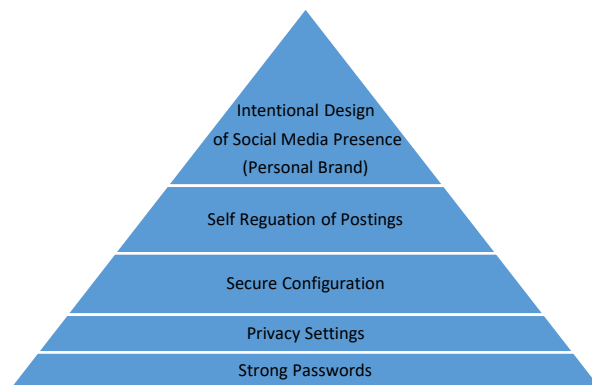 Intentional Design
of Social Media Presence
(Personal Brand)
Self Reguation of Postings
Secure Configuration
Privacy Settings
Strong Passwords